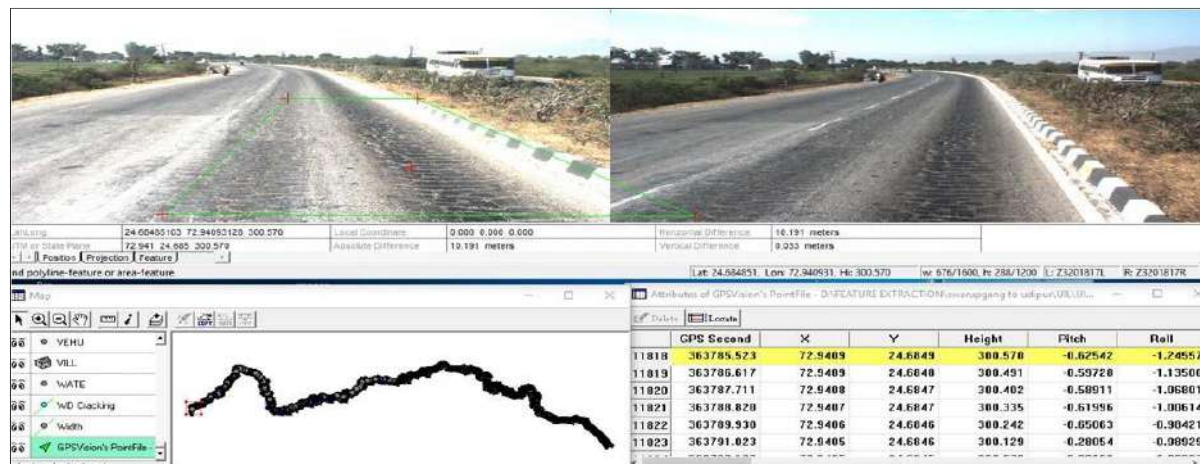 Lat/Long 24.68485103 72.94093128 300.570 Local Coordinate 0.000 0.000 0.000 Horizontal Difference 10.191 meters
UTM or State Plane 72.941 24.685 300.570 Absolute Difference 10.191 meters Vertical Difference 0.033 meters
Position Projection Feature
nd polyline-feature or area-feature Lat: 24.684851, Lon: 72.940931, Ht: 300.570 w: 676/1600, h: 288/1200 L: Z3201817L R: Z3201817R
Map
VEHU
VILL
WATE
WD Cracking
Width
GPSVision's PointFile -
Attributes of GPSVision's PointFile - D:\FEATURE EXTRACTION\swarupgang to udipur\
Delete Locate
GPS Second X Y Height Pitch Roll
11818 363785.523 72.9409 24.6849 300.570 -0.62542 -1.24557
11819 363786.617 72.9409 24.6848 300.491 -0.59728 -1.13500
11820 363787.711 72.9408 24.6847 300.402 -0.58911 -1.06801
11821 363788.820 72.9407 24.6847 300.335 -0.61996 -1.00614
11822 363789.930 72.9406 24.6846 300.242 -0.65063 -0.90421
11823 363791.023 72.9405 24.6846 300.129 -0.28054 -0.98929